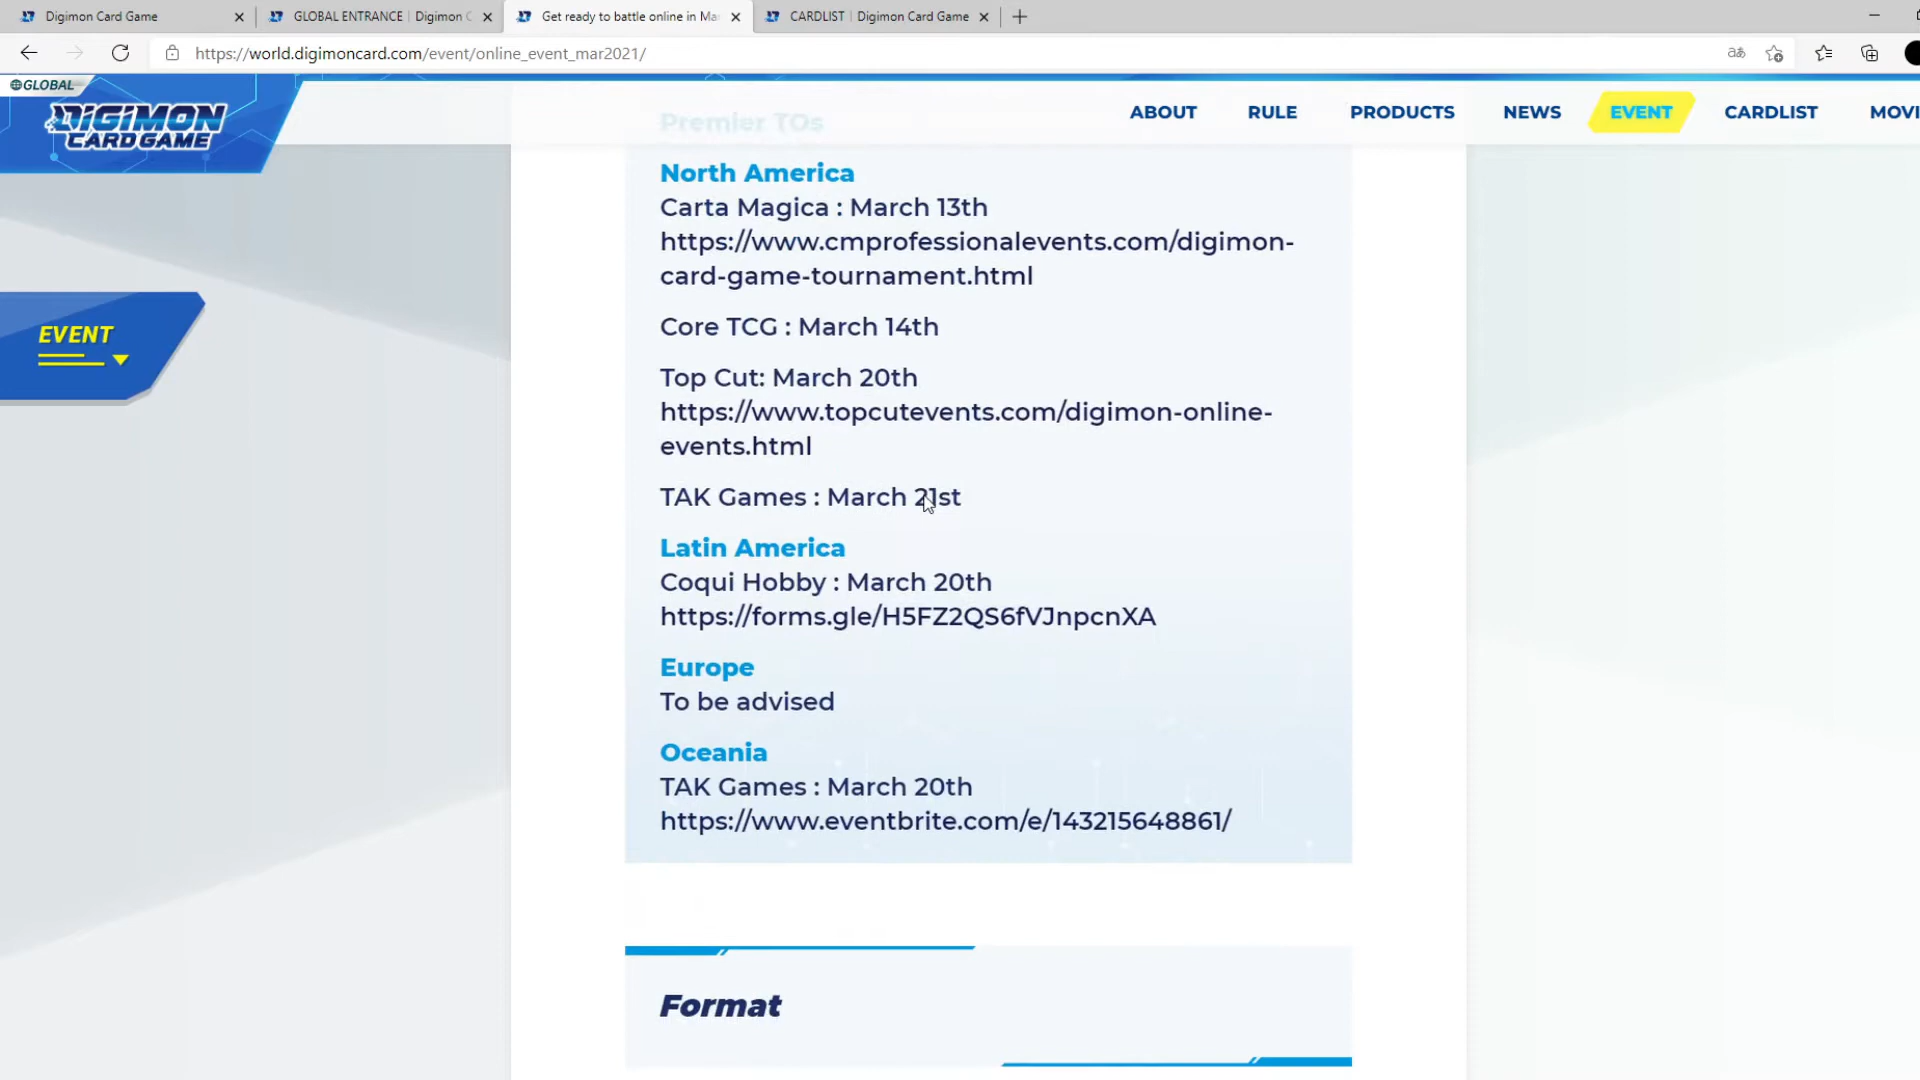 Digimon Card Game
GLOBAL ENTRANCE | Digimon C
Get ready to battle online in Ma
CARDLIST | Digimon Card Game
https://world.digimoncard.com/event/online_event_mar2021/
aあ
GLOBAL
DIGIMON
CARD GAME
ABOUT
RULE
PRODUCTS
NEWS
EVENT
CARDLIST
MOVI
EVENT
Premier TOs
North America
Carta Magica : March 13th
https://www.cmprofessionalevents.com/digimon-
card-game-tournament.html
Core TCG : March 14th
Top Cut: March 20th
https://www.topcutevents.com/digimon-online-
events.html
TAK Games : March 21st
Latin America
Coqui Hobby : March 20th
https://forms.gle/H5FZ2QS6fVJnpcnXA
Europe
To be advised
Oceania
TAK Games : March 20th
https://www.eventbrite.com/e/143215648861/
Format